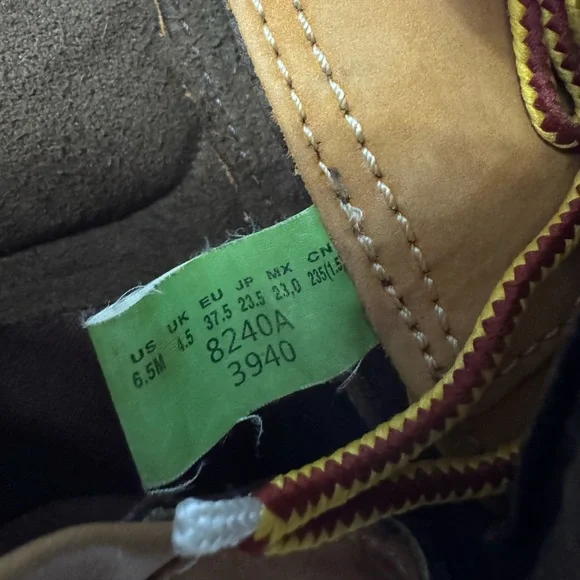 US UK EU JP MX CN
6.5M 4.5 37.5 23.5 23,0 235(1.5)
8240A
3940